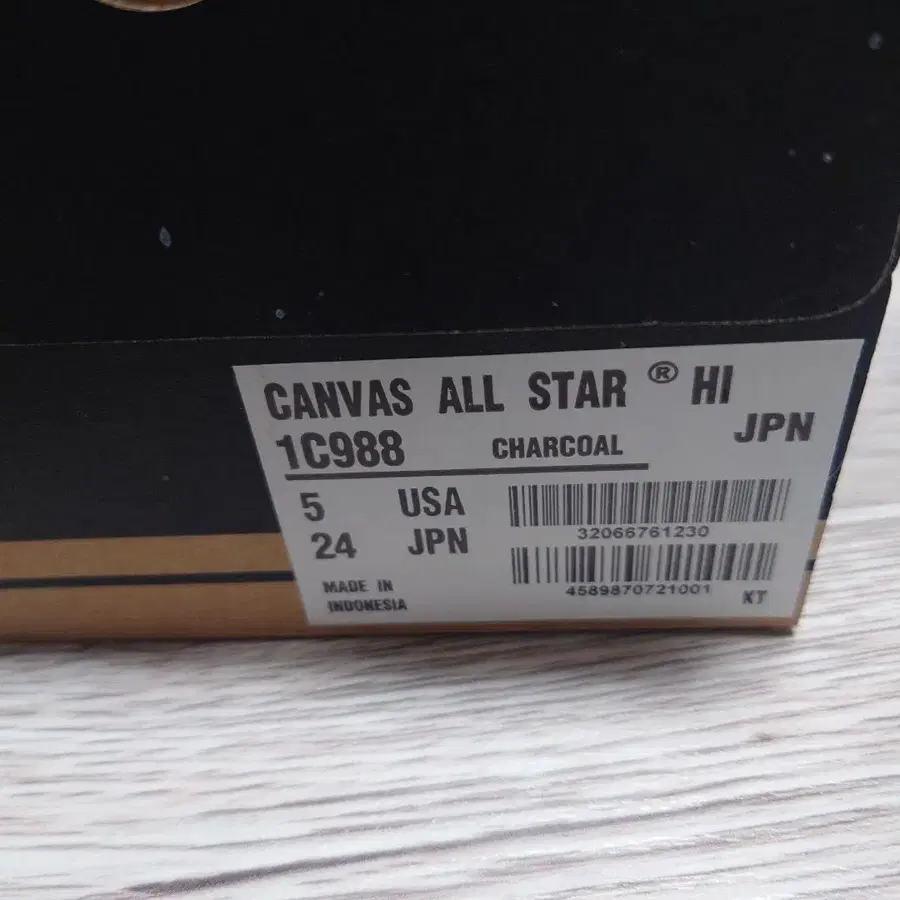 CANVAS ALL STAR ® HI
JPN
1C988 CHARCOAL
5 USA
24 JPN
32066761230
4589870721001
MADE IN
INDONESIA
KT